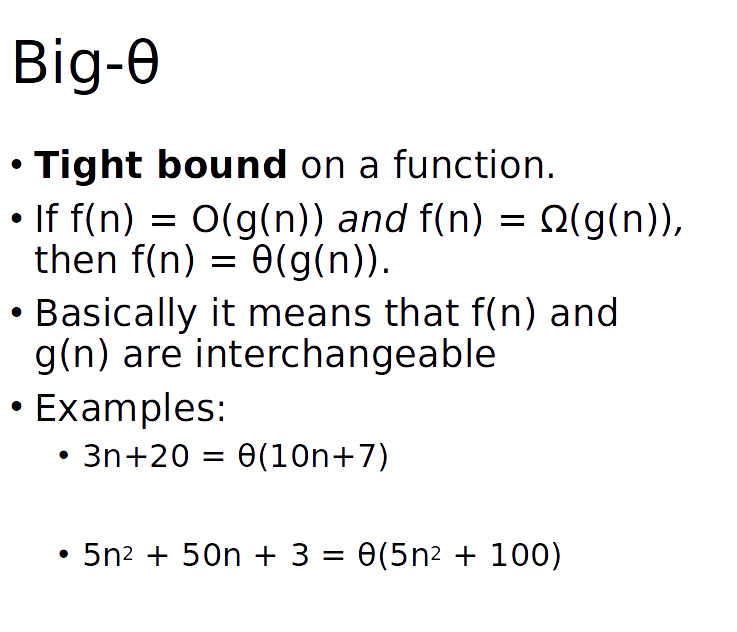 Big-θ
• Tight bound on a function.
• If f(n) = O(g(n)) and f(n) = Ω(g(n)),
then f(n) = θ(g(n)).
• Basically it means that f(n) and
g(n) are interchangeable
• Examples:
• 3n+20 = θ(10n+7)
• 5n² + 50n + 3 = θ(5n² + 100)